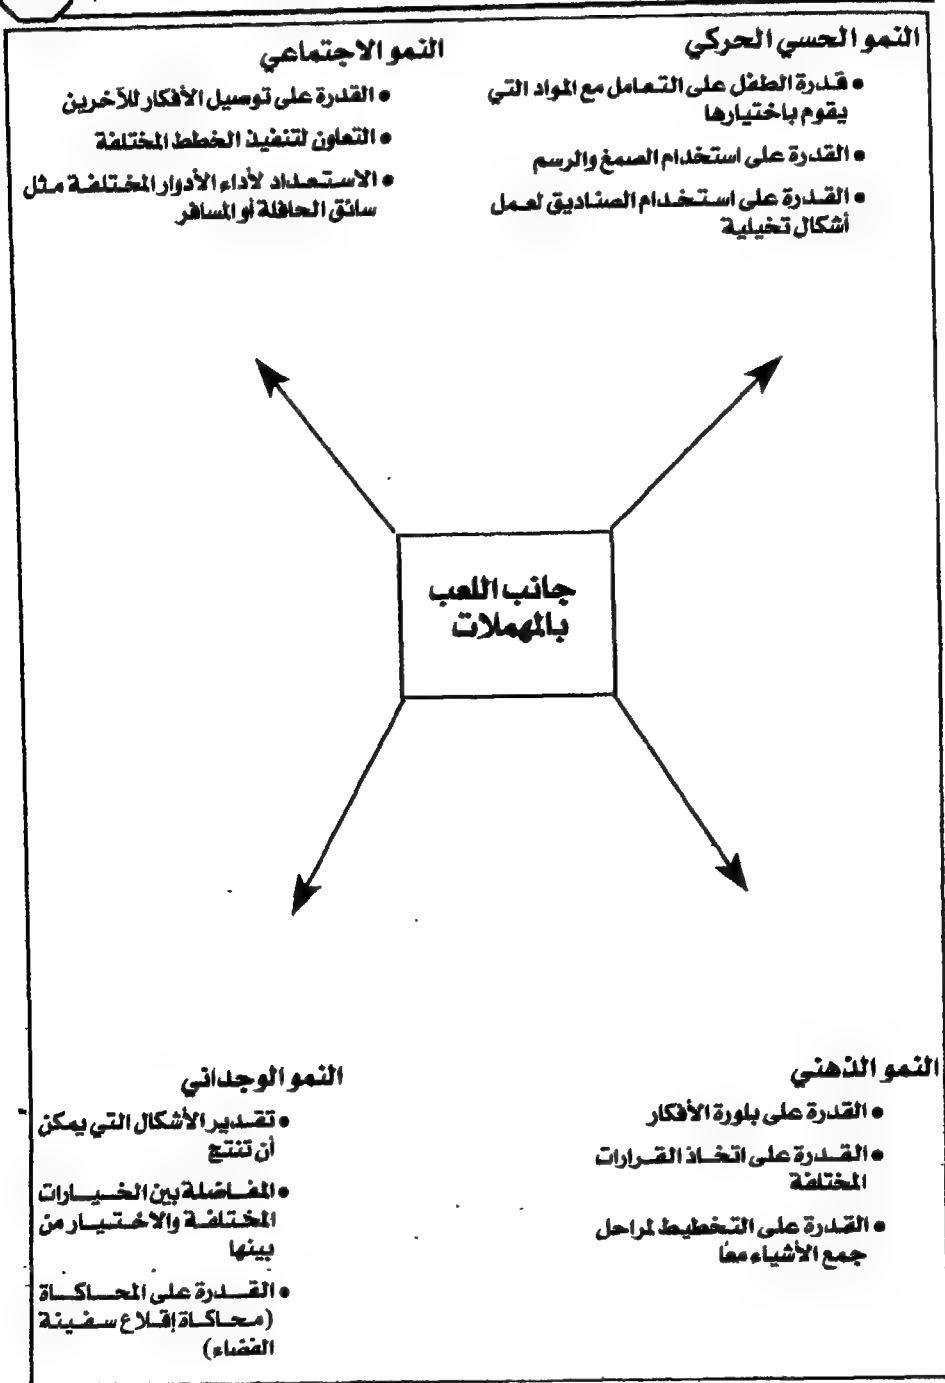 النمو الحسي الحركي
● قدرة الطفل على التعامل مع المواد التي
يقوم باختيارها
● القدرة على استخدام الصمغ والرسم
● القدرة على استخدام الصناديق لعمل
أشكال تخيلية
النمو الاجتماعي
● القدرة على توصيل الأفكار للآخرين
● التعاون لتنفيذ الخطط المختلفة
● الاستعداد لأداء الأدوار المختلفة مثل
سائق الحافلة أو المسافر
جانب اللعب
بالمهملات
النمو الذهني
● القدرة على بلورة الأفكار
● القدرة على اتخاذ القرارات
المختلفة
● القدرة على التخطيط لمراحل
جمع الأشياء معًا
النمو الوجداني
● تقدير الأشكال التي يمكن
أن تنتج
● المفاضلة بين الخيارات
المختلفة والاختيار من
بينها
● القدرة على المحاكاة
(محاكاة إقلاع سفينة
الفضاء)